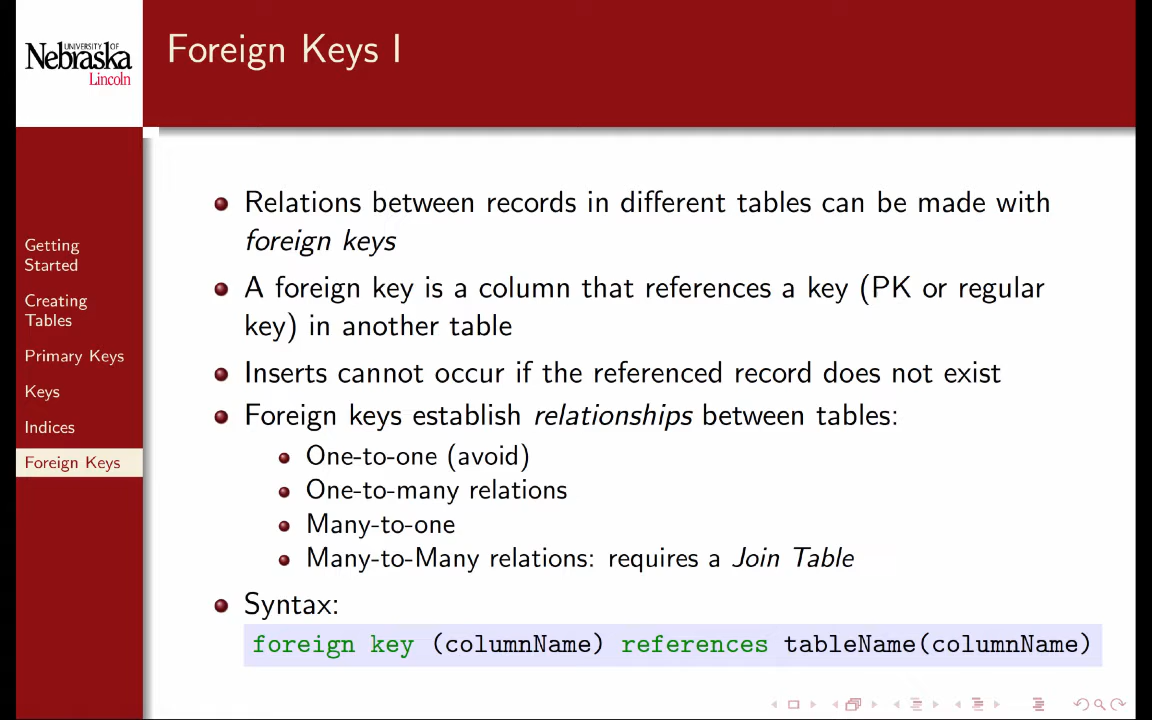 UNIVERSITY OF
Nebraska
Lincoln
Foreign Keys I
Getting
Started
Creating
Tables
Primary Keys
Keys
Indices
Foreign Keys
Relations between records in different tables can be made with
foreign keys
A foreign key is a column that references a key (PK or regular
key) in another table
Inserts cannot occur if the referenced record does not exist
Foreign keys establish relationships between tables:
One-to-one (avoid)
One-to-many relations
Many-to-one
Many-to-Many relations: requires a Join Table
Syntax:
foreign key (columnName) references tableName(columnName)